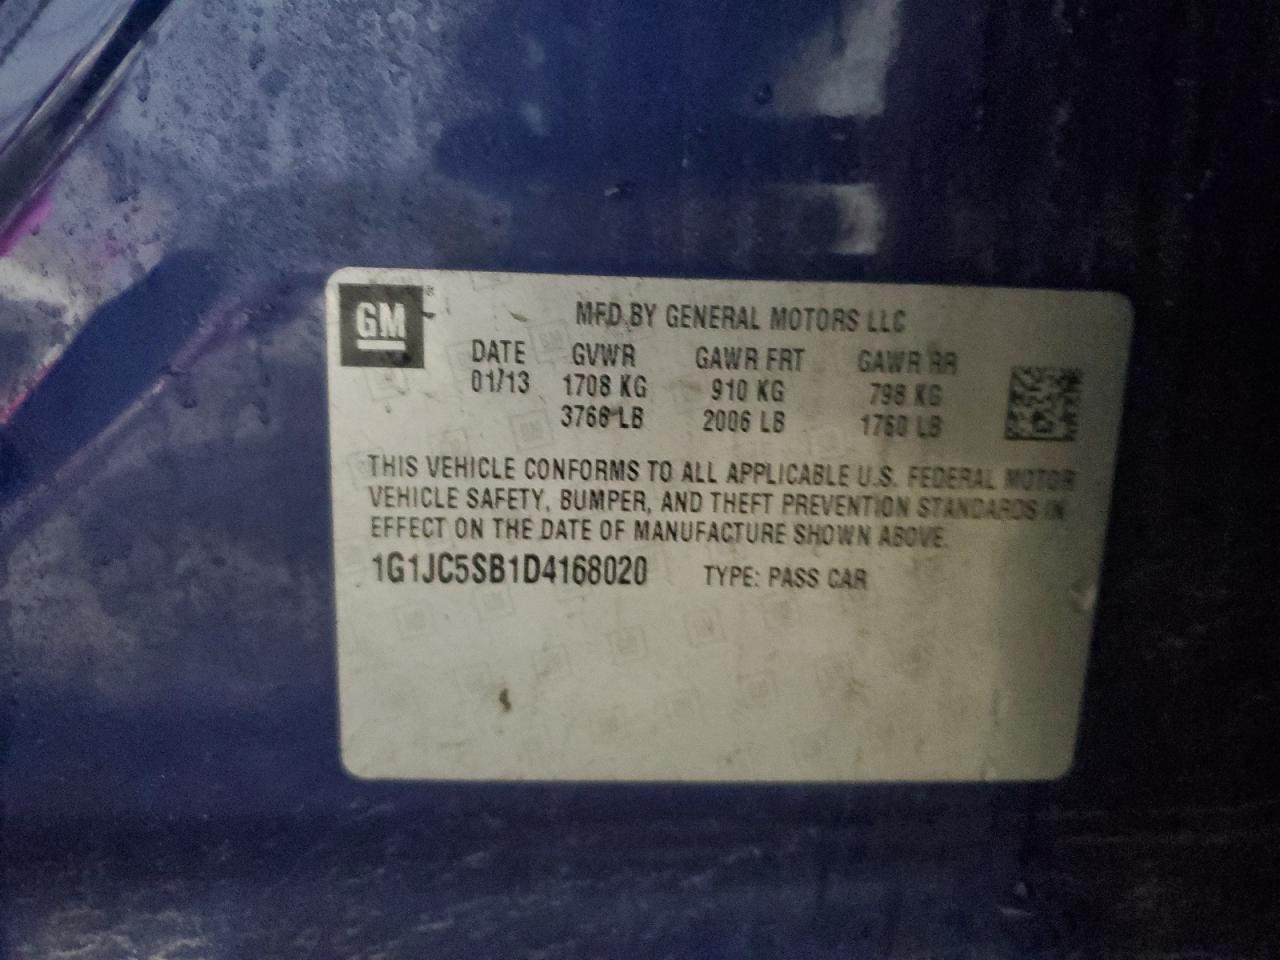 GM
MFD BY GENERAL MOTORS LLC
DATE GVWR GAWR FRT GAWR RR
01/13 1708 KG 910 KG 798 KG
3766 LB 2006 LB 1760 LB
THIS VEHICLE CONFORMS TO ALL APPLICABLE U.S. FEDERAL MOTOR
VEHICLE SAFETY, BUMPER, AND THEFT PREVENTION STANDARDS IN
EFFECT ON THE DATE OF MANUFACTURE SHOWN ABOVE.
1G1JC5SB1D4168020 TYPE: PASS CAR